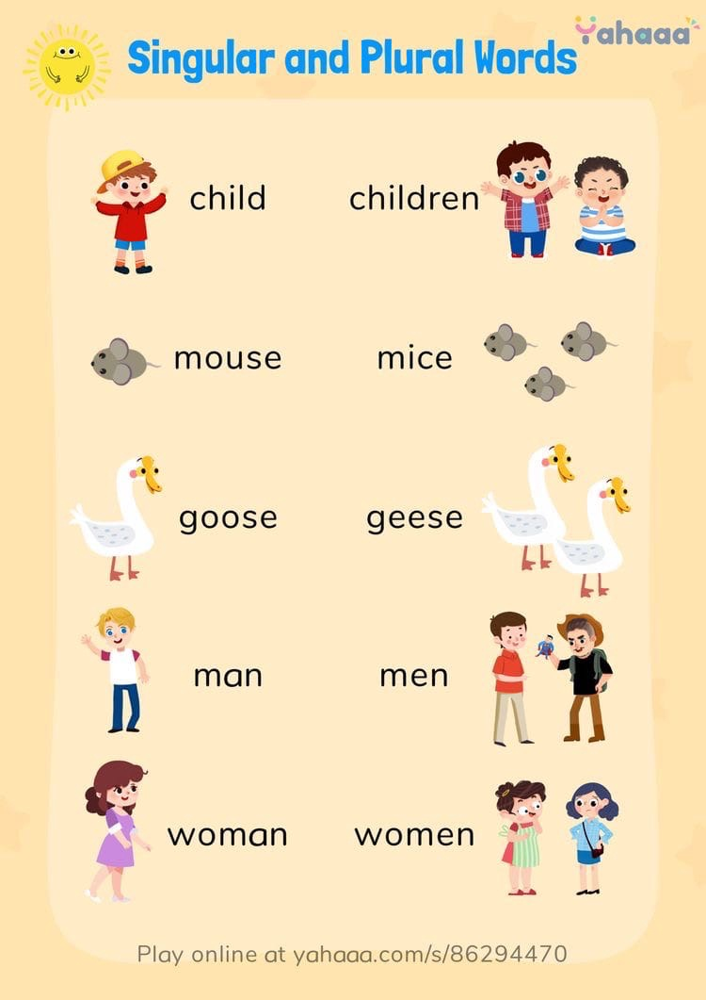 Yahaaa
Singular and Plural Words
child children
mouse mice
goose geese
man men
woman women
Play online at yahaaa.com/s/86294470